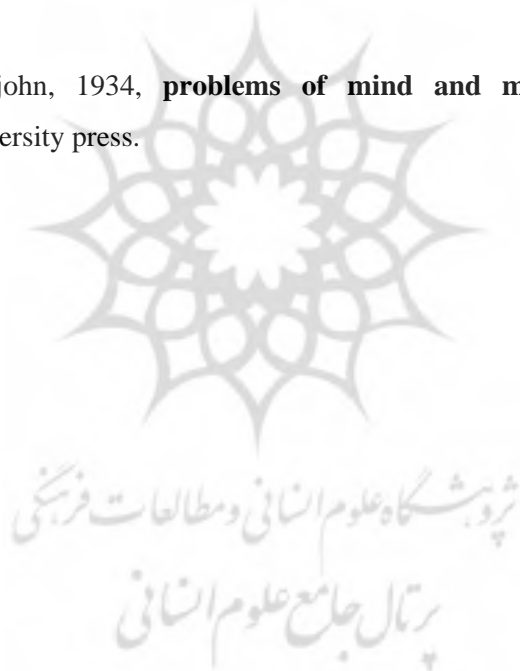 john, 1934, problems of mind and m
ersity press.
پژوهشگاه علوم انسانی و مطالعات فرهنگی
پرتال جامع علوم انسانی